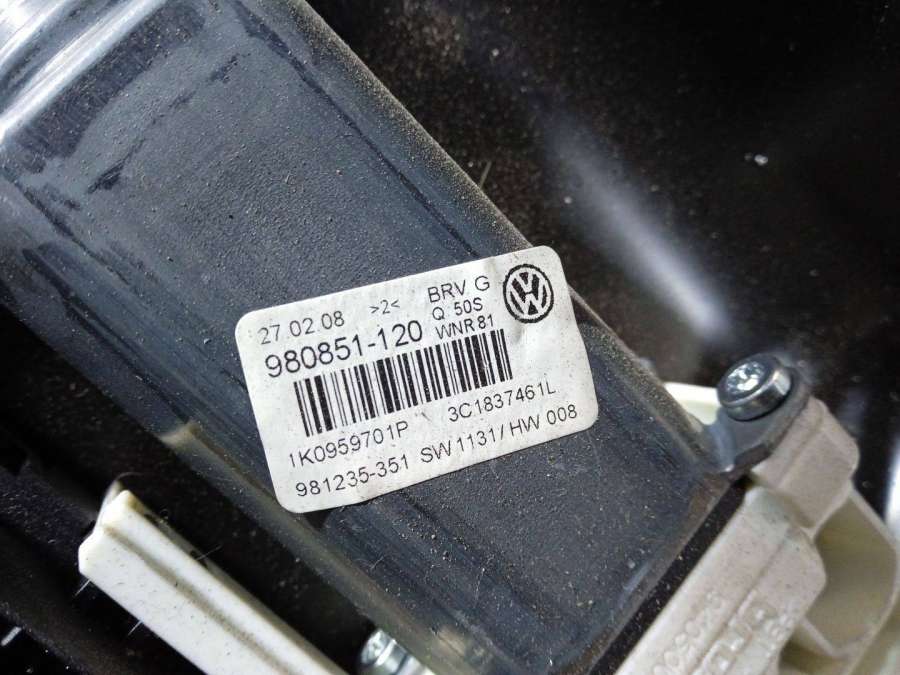 27 02 08 >2< BRV G
Q 50S
980851-120 WNR 81
1K0959701P 3C1837461L
981235-351 SW 1131 / HW 008